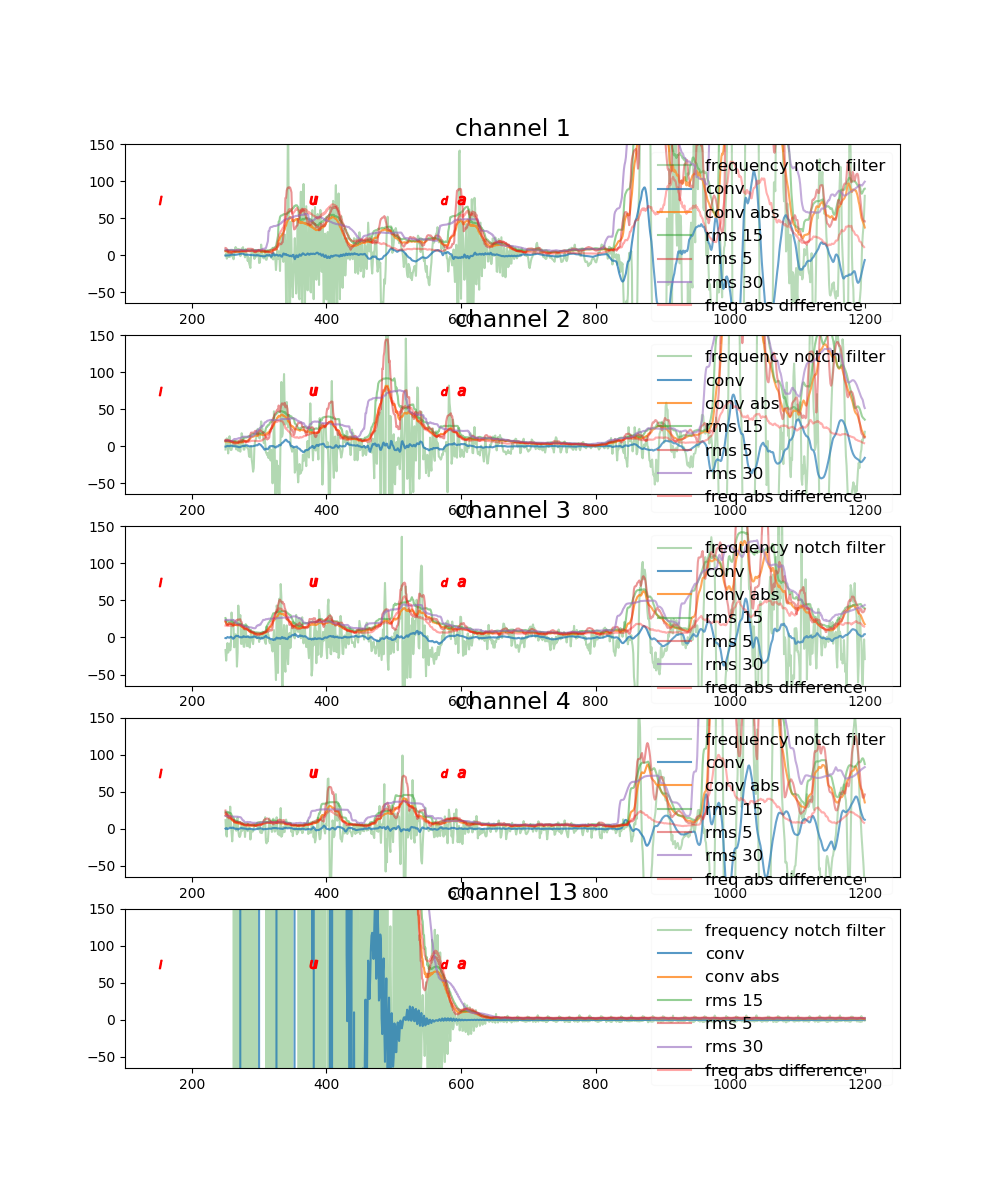 channel 1
150
100
50
0
−50
l u d a
frequency notch filter
conv
conv abs
rms 15
rms 5
rms 30
freq abs difference
200 400 600 800 1000 1200
channel 2
150
100
50
0
−50
l u d a
frequency notch filter
conv
conv abs
rms 15
rms 5
rms 30
freq abs difference
200 400 600 800 1000 1200
channel 3
150
100
50
0
−50
l u d a
frequency notch filter
conv
conv abs
rms 15
rms 5
rms 30
freq abs difference
200 400 600 800 1000 1200
channel 4
150
100
50
0
−50
l u d a
frequency notch filter
conv
conv abs
rms 15
rms 5
rms 30
freq abs difference
200 400 600 800 1000 1200
channel 13
150
100
50
0
−50
l u d a
frequency notch filter
conv
conv abs
rms 15
rms 5
rms 30
freq abs difference
200 400 600 800 1000 1200